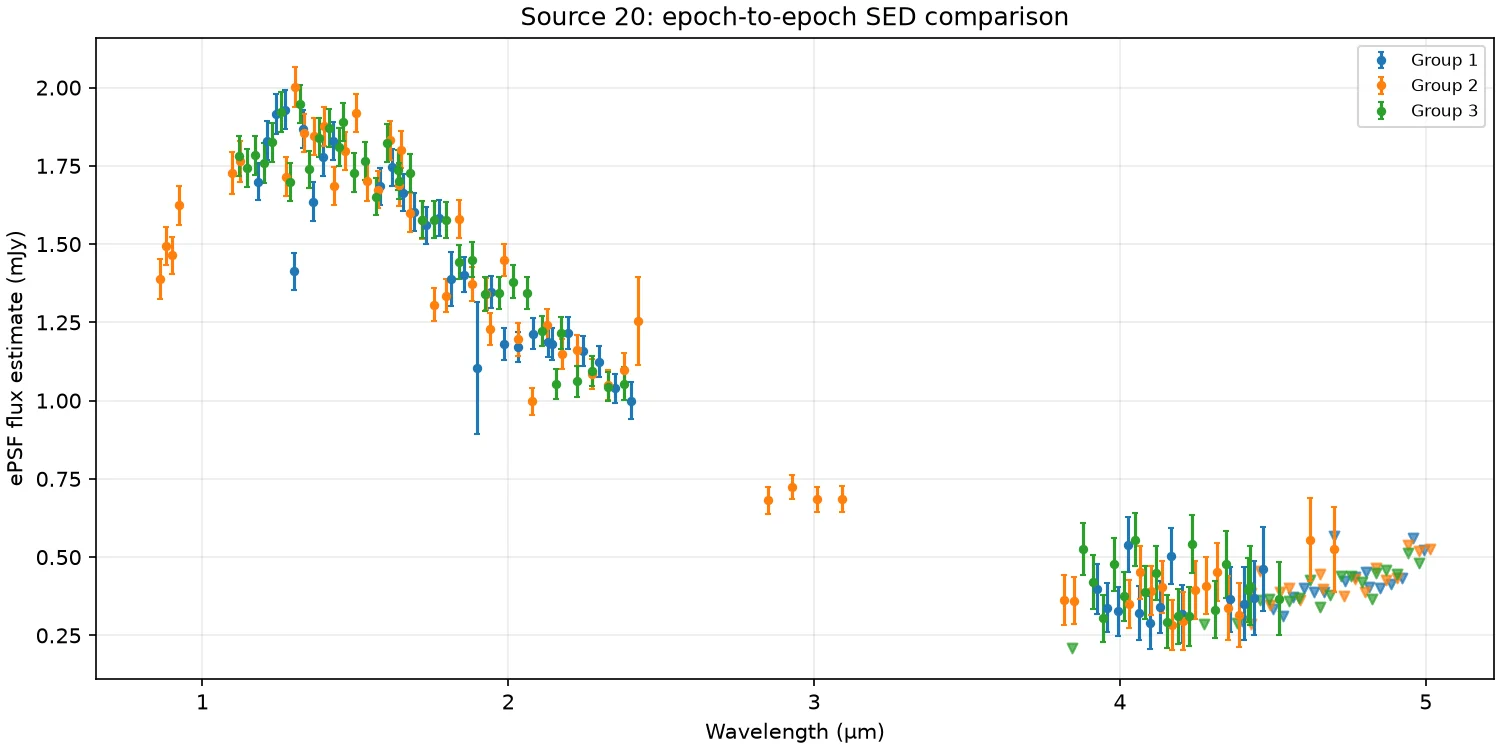 Source 20: epoch-to-epoch SED comparison
Group 1
Group 2
Group 3
ePSF flux estimate (mJy)
2.00
1.75
1.50
1.25
1.00
0.75
0.50
0.25
1 2 3 4 5
Wavelength (μm)